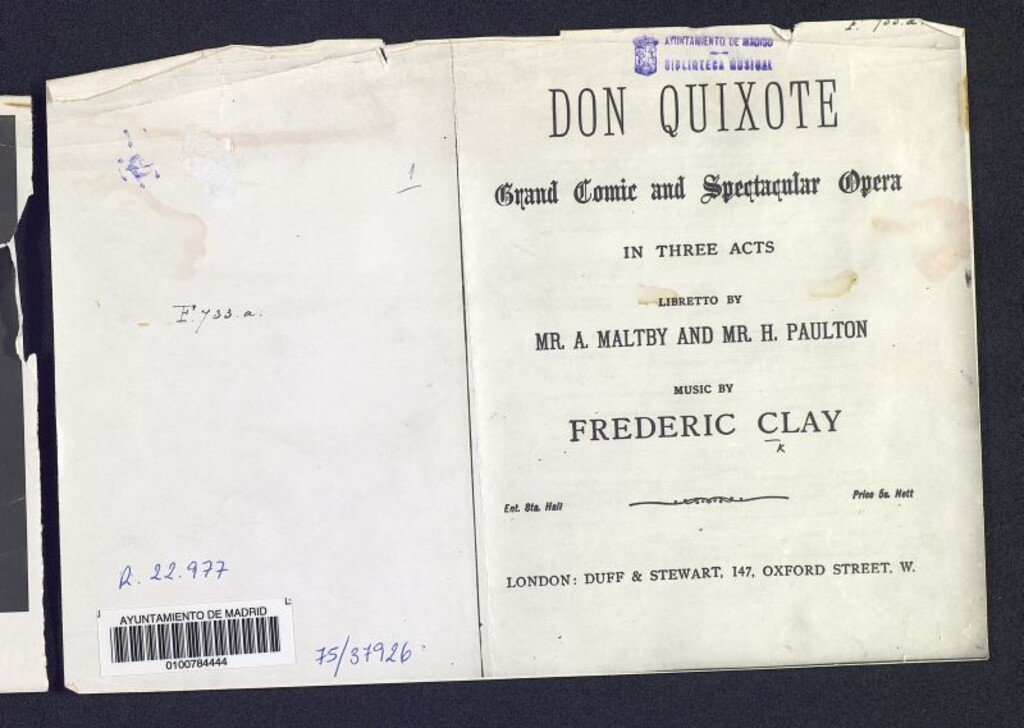 1
F. 733.a.
R. 22.977
AYUNTAMIENTO DE MADRID
0100784444
75/37926
F. 733.a.
AYUNTAMIENTO DE MADRID
BIBLIOTECA MUSICAL
DON QUIXOTE
Grand Comic and Spectacular Opera
IN THREE ACTS
LIBRETTO BY
MR. A. MALTBY AND MR. H. PAULTON
MUSIC BY
FREDERIC CLAY
K
Ent. Sta. Hall
Price 5s. Nett
LONDON: DUFF & STEWART, 147, OXFORD STREET, W.